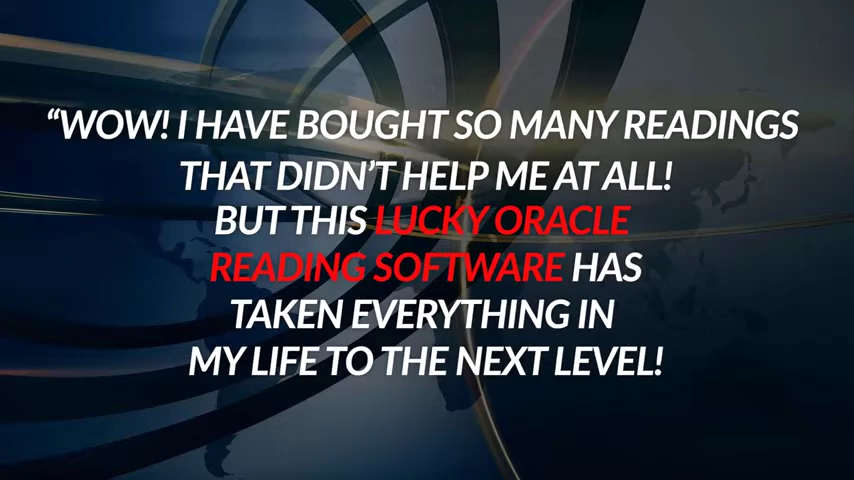 “WOW! I HAVE BOUGHT SO MANY READINGS
THAT DIDN’T HELP ME AT ALL!
BUT THIS LUCKY ORACLE
READING SOFTWARE HAS
TAKEN EVERYTHING IN
MY LIFE TO THE NEXT LEVEL!